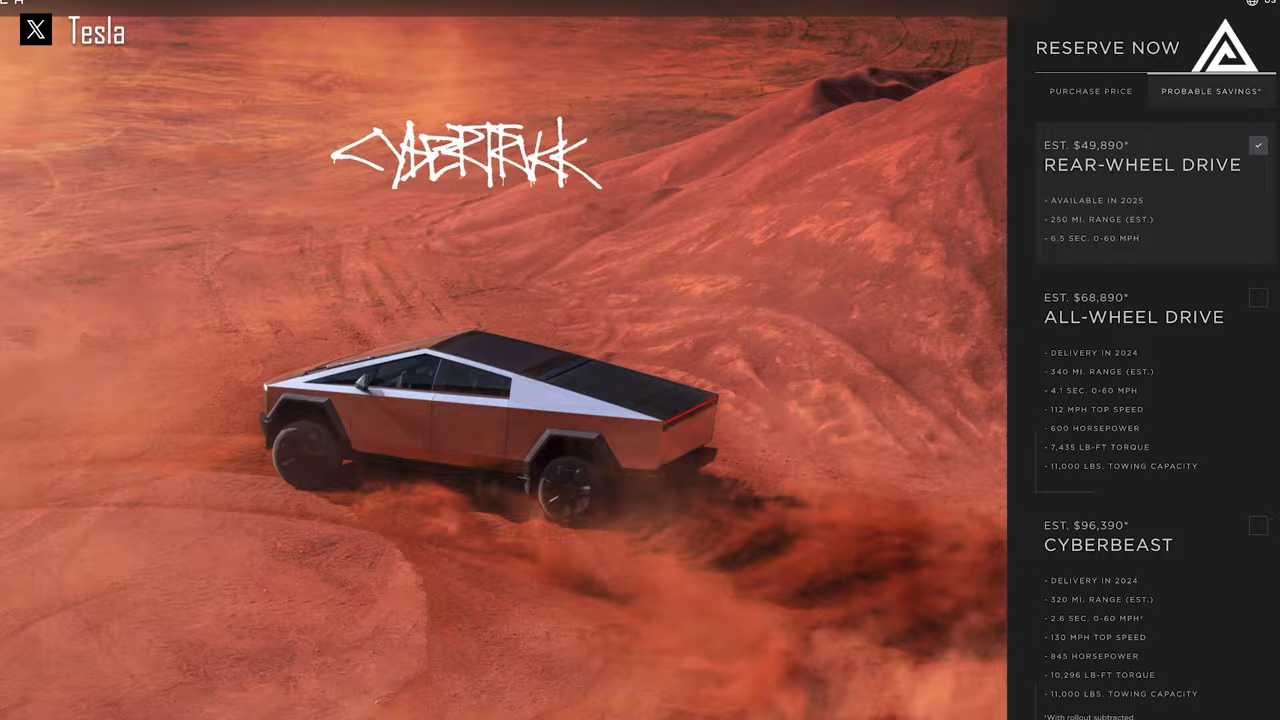 X Tesla
CYBERTRUCK
RESERVE NOW
PURCHASE PRICE PROBABLE SAVINGS*
EST. $49,890*
REAR-WHEEL DRIVE
- AVAILABLE IN 2025
- 250 MI. RANGE (EST.)
- 6.5 SEC. 0-60 MPH
EST. $68,890*
ALL-WHEEL DRIVE
- DELIVERY IN 2024
- 340 MI. RANGE (EST.)
- 4.1 SEC. 0-60 MPH
- 112 MPH TOP SPEED
- 600 HORSEPOWER
- 7,435 LB-FT TORQUE
- 11,000 LBS. TOWING CAPACITY
EST. $96,390*
CYBERBEAST
- DELIVERY IN 2024
- 320 MI. RANGE (EST.)
- 2.6 SEC. 0-60 MPH†
- 130 MPH TOP SPEED
- 845 HORSEPOWER
- 10,296 LB-FT TORQUE
- 11,000 LBS. TOWING CAPACITY
†With rollout subtracted